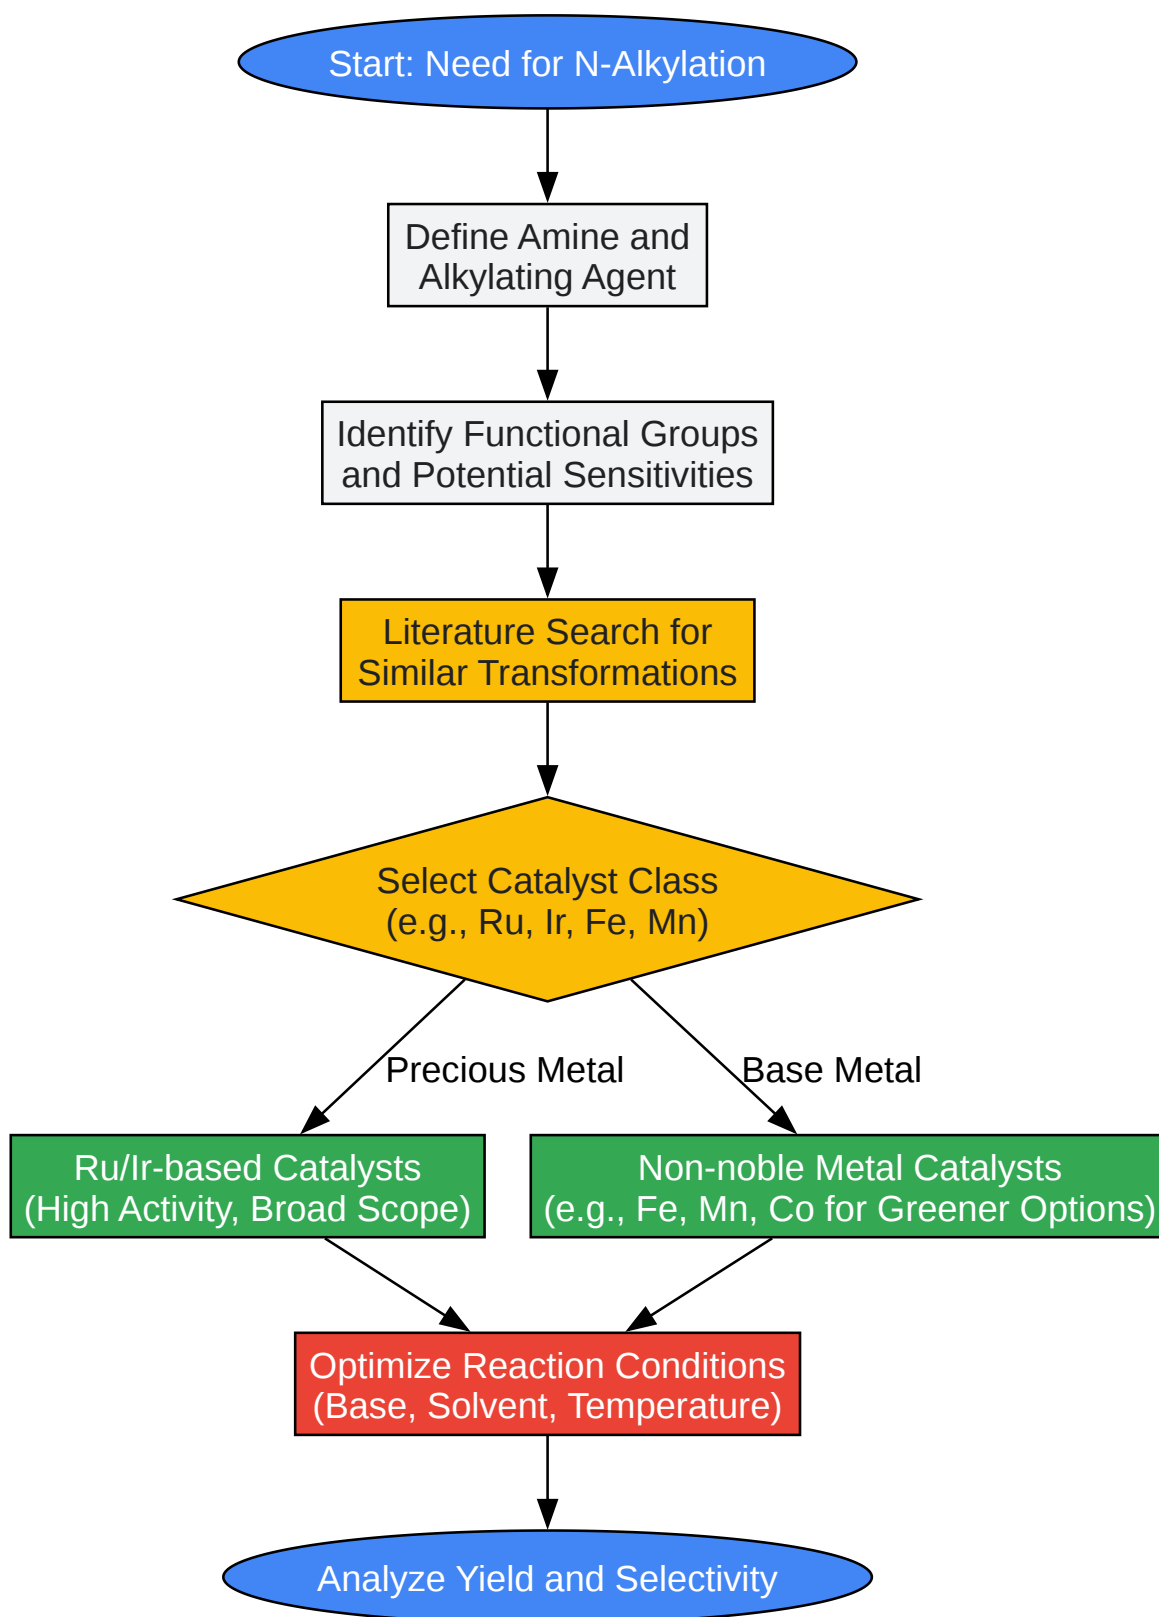 Start: Need for N-Alkylation
Define Amine and
Alkylating Agent
Identify Functional Groups
and Potential Sensitivities
Literature Search for
Similar Transformations
Select Catalyst Class
(e.g., Ru, Ir, Fe, Mn)
Precious Metal
Base Metal
Ru/Ir-based Catalysts
(High Activity, Broad Scope)
Non-noble Metal Catalysts
(e.g., Fe, Mn, Co for Greener Options)
Optimize Reaction Conditions
(Base, Solvent, Temperature)
Analyze Yield and Selectivity